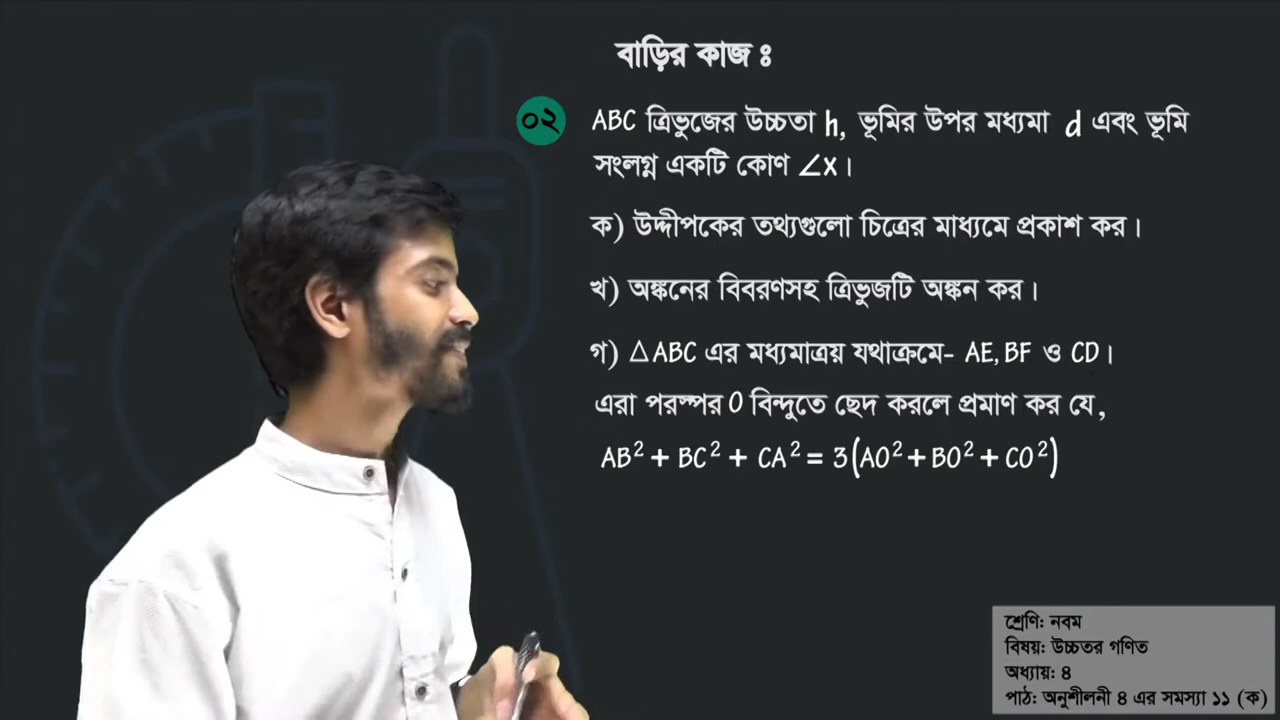 বাড়ির কাজ ঃ
০২
ABC ত্রিভুজের উচ্চতা h, ভূমির উপর মধ্যমা d এবং ভূমি
সংলগ্ন একটি কোণ ∠x।
ক) উদ্দীপকের তথ্যগুলো চিত্রের মাধ্যমে প্রকাশ কর।
খ) অঙ্কনের বিবরণসহ ত্রিভুজটি অঙ্কন কর।
গ) △ABC এর মধ্যমাত্রয় যথাক্রমে- AE, BF ও CD।
এরা পরস্পর O বিন্দুতে ছেদ করলে প্রমাণ কর যে,
AB² + BC² + CA² = 3(AO² + BO² + CO²)
শ্রেণি: নবম
বিষয়: উচ্চতর গণিত
অধ্যায়: ৪
পাঠ: অনুশীলনী ৪ এর সমস্যা ১১ (ক)